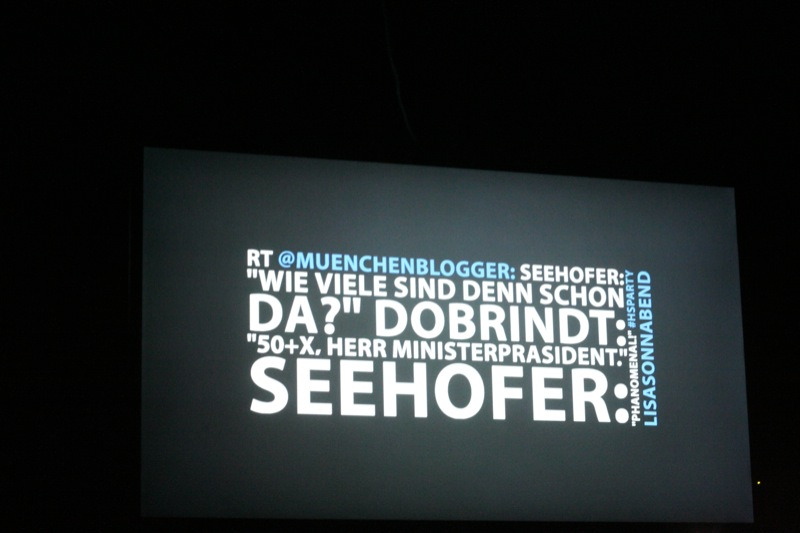 RT @MUENCHENBLOGGER: SEEHOFER:
"WIE VIELE SIND DENN SCHON
DA?" DOBRINDT:
"50+X, HERR MINISTERPRASIDENT."
SEEHOFER:
"PHANOMENAL!" #HSPARTY
LISASONNABEND